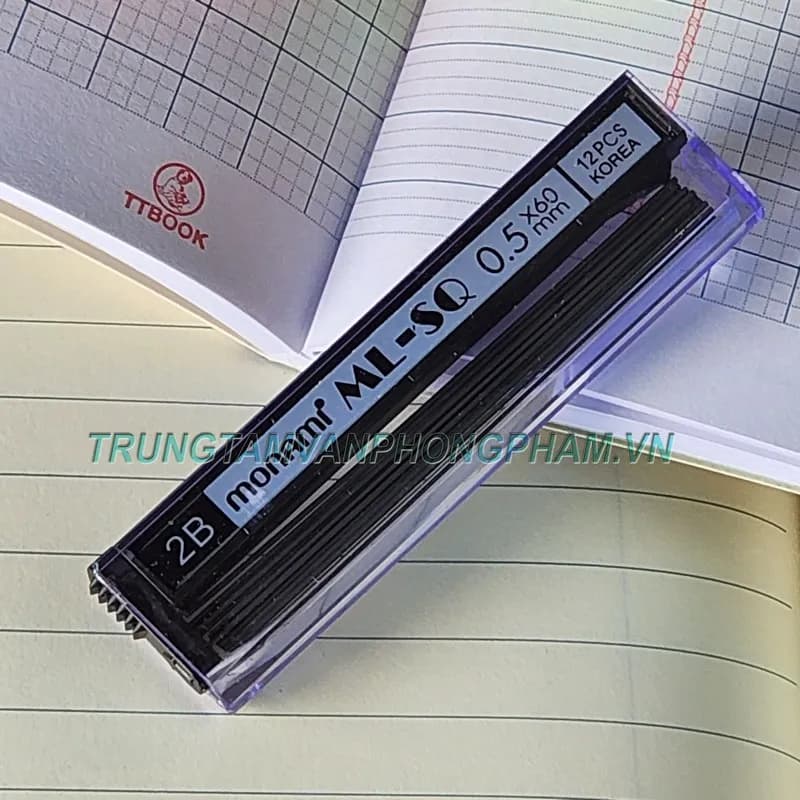 TTBOOK
12PCS
KOREA
2B monami ML-SQ 0.5 X60 mm
TRUNGTAMVANPHONGPHAM.VN